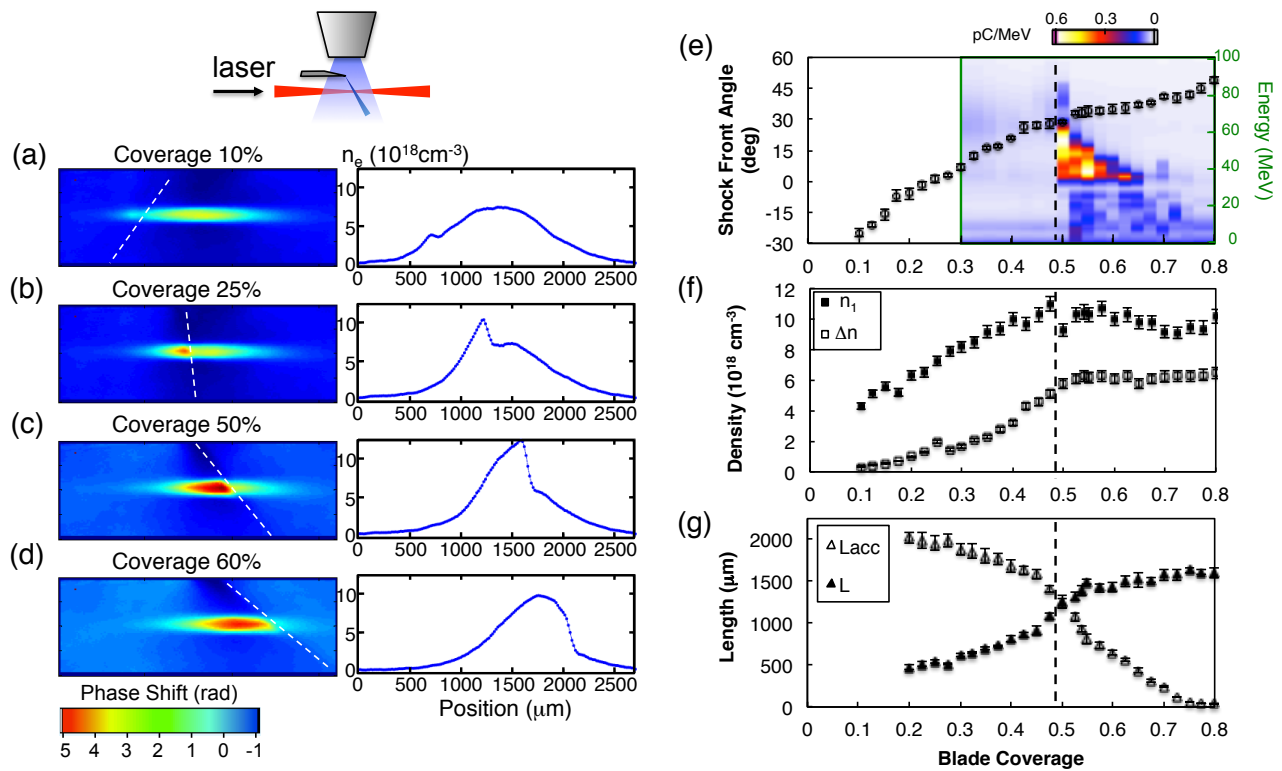 laser
(a)
Coverage 10%
n_e (10^18cm^-3)
10
5
0
0 500 1000 1500 2000 2500
(b)
Coverage 25%
10
5
0
0 500 1000 1500 2000 2500
(c)
Coverage 50%
10
5
0
0 500 1000 1500 2000 2500
(d)
Coverage 60%
10
5
0
0 500 1000 1500 2000 2500
Position (μm)
Phase Shift (rad)
5 4 3 2 1 0 -1
(e)
pC/MeV
0.6 0.3 0
Shock Front Angle
(deg)
60
45
30
15
0
-15
-30
100
80
60
40
20
0
Energy (MeV)
0 0.1 0.2 0.3 0.4 0.5 0.6 0.7 0.8
(f)
n₁
Δn
Density (10^18 cm^-3)
12
10
8
6
4
2
0
0 0.1 0.2 0.3 0.4 0.5 0.6 0.7 0.8
(g)
Lacc
L
Length (μm)
2000
1500
1000
500
0
0 0.1 0.2 0.3 0.4 0.5 0.6 0.7 0.8
Blade Coverage